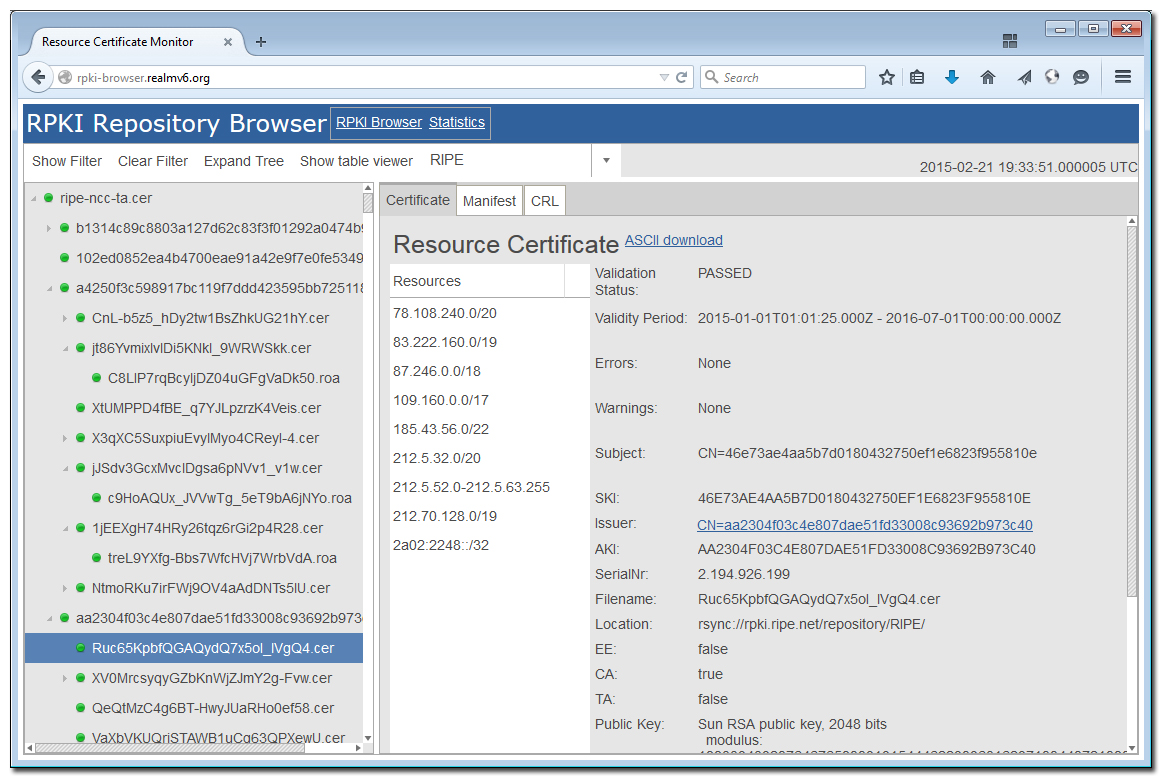 Resource Certificate Monitor
rpki-browser.realmv6.org
Search
RPKI Repository Browser RPKI Browser Statistics
Show Filter Clear Filter Expand Tree Show table viewer RIPE
2015-02-21 19:33:51.000005 UTC
ripe-ncc-ta.cer
b1314c89c8803a127d62c83f3f01292a0474b9
102ed0852ea4b4700eae91a42e9f7e0fe5349
a4250f3c598917bc119f7ddd423595bb725118
CnL-b5z5_hDy2tw1BsZhkUG21hY.cer
jt86YvmixlvlDi5KNkl_9WRWSkk.cer
C8LlP7rqBcyljDZ04uGFgVaDk50.roa
XtUMPPD4fBE_q7YJLpzrzK4Veis.cer
X3qXC5SuxpiuEvylMyo4CReyl-4.cer
jJSdv3GcxMvclDgsa6pNVv1_v1w.cer
c9HoAQUx_JVVwTg_5eT9bA6jNYo.roa
1jEEXgH74HRy26tqz6rGi2p4R28.cer
treL9YXfg-Bbs7WfcHVj7WrbVdA.roa
NtmoRKu7irFWj9OV4aAdDNTs5lU.cer
aa2304f03c4e807dae51fd33008c93692b973
Ruc65KpbfQGAQydQ7x5ol_lVgQ4.cer
XV0MrcsyqyGZbKnWjZJmY2g-Fvw.cer
QeQtMzC4g6BT-HwyJUaRHo0ef58.cer
VaXbVKUQriSTAWB1uCg63QPXewU.cer
Certificate Manifest CRL
Resource Certificate ASCII download
Resources
78.108.240.0/20
83.222.160.0/19
87.246.0.0/18
109.160.0.0/17
185.43.56.0/22
212.5.32.0/20
212.5.52.0-212.5.63.255
212.70.128.0/19
2a02:2248::/32
Validation Status: PASSED
Validity Period: 2015-01-01T01:01:25.000Z - 2016-07-01T00:00:00.000Z
Errors: None
Warnings: None
Subject: CN=46e73ae4aa5b7d0180432750ef1e6823f955810e
SKI: 46E73AE4AA5B7D0180432750EF1E6823F955810E
Issuer: CN=aa2304f03c4e807dae51fd33008c93692b973c40
AKI: AA2304F03C4E807DAE51FD33008C93692B973C40
SerialNr: 2.194.926.199
Filename: Ruc65KpbfQGAQydQ7x5ol_lVgQ4.cer
Location: rsync://rpki.ripe.net/repository/RIPE/
EE: false
CA: true
TA: false
Public Key: Sun RSA public key, 2048 bits
modulus: